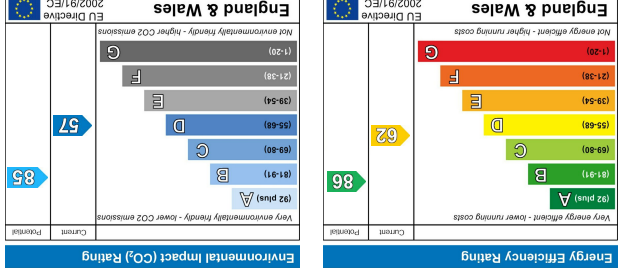 Energy Efficiency Rating
Current
Potential
Very energy efficient - lower running costs
(92 plus) A
(81-91) B
(69-80) C
(55-68) D
(39-54) E
(21-38) F
(1-20) G
Not energy efficient - higher running costs
62
86
England & Wales
EU Directive
2002/91/EC
Environmental Impact (CO₂) Rating
Current
Potential
Very environmentally friendly - lower CO2 emissions
(92 plus) A
(81-91) B
(69-80) C
(55-68) D
(39-54) E
(21-38) F
(1-20) G
Not environmentally friendly - higher CO2 emissions
57
85
England & Wales
EU Directive
2002/91/EC